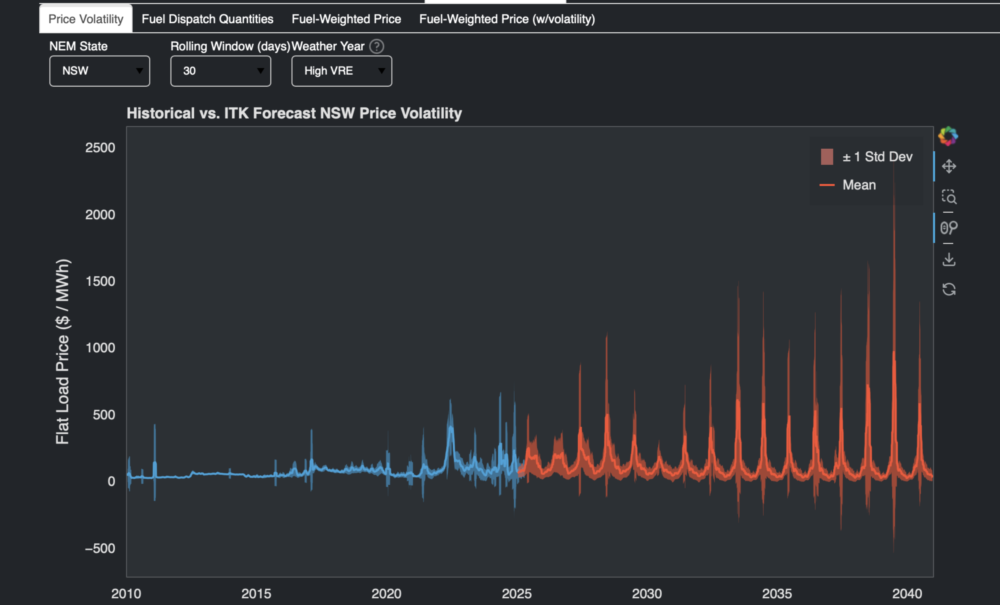 Price Volatility Fuel Dispatch Quantities Fuel-Weighted Price Fuel-Weighted Price (w/volatility)
NEM State Rolling Window (days) Weather Year ?
NSW 30 High VRE
Historical vs. ITK Forecast NSW Price Volatility
± 1 Std Dev
Mean
Flat Load Price ($ / MWh)
2500
2000
1500
1000
500
0
−500
2010 2015 2020 2025 2030 2035 2040